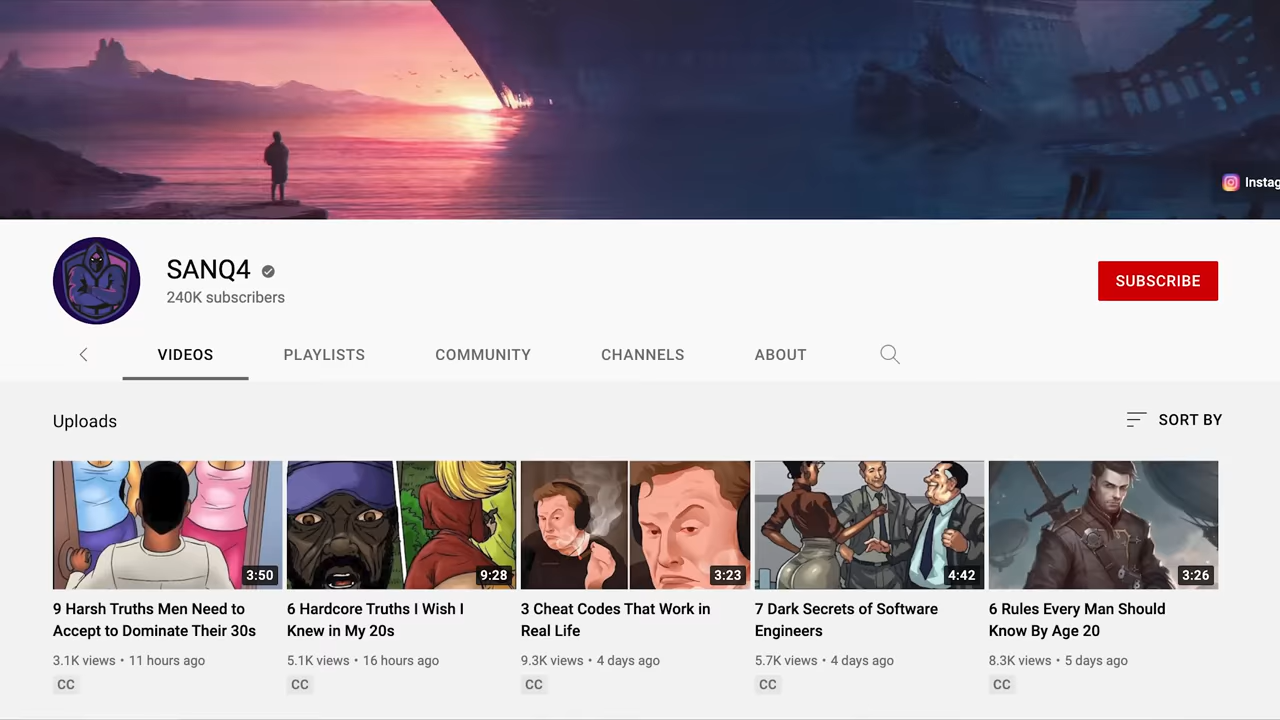 Instag
SANQ4
240K subscribers
SUBSCRIBE
VIDEOS PLAYLISTS COMMUNITY CHANNELS ABOUT
Uploads
SORT BY
3:50
9:28
3:23
4:42
3:26
9 Harsh Truths Men Need to
Accept to Dominate Their 30s
3.1K views • 11 hours ago
CC
6 Hardcore Truths I Wish I
Knew in My 20s
5.1K views • 16 hours ago
CC
3 Cheat Codes That Work in
Real Life
9.3K views • 4 days ago
CC
7 Dark Secrets of Software
Engineers
5.7K views • 4 days ago
CC
6 Rules Every Man Should
Know By Age 20
8.3K views • 5 days ago
CC